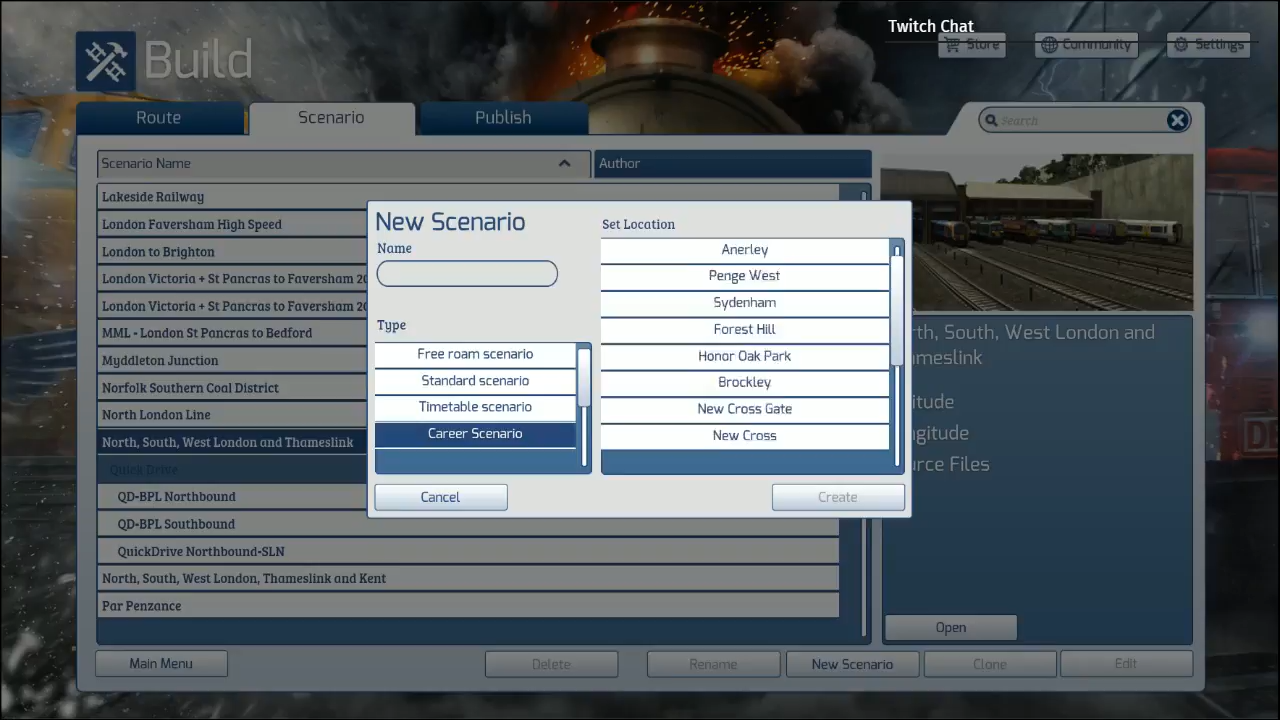 Twitch Chat
Build
Store
Community
Settings
Route
Scenario
Publish
Search
Scenario Name
Author
Lakeside Railway
London Faversham High Speed
London to Brighton
London Victoria + St Pancras to Faversham 20
London Victoria + St Pancras to Faversham 20
MML - London St Pancras to Bedford
Myddleton Junction
Norfolk Southern Coal District
North London Line
North, South, West London and Thameslink
Quick Drive
QD-BPL Northbound
QD-BPL Southbound
QuickDrive Northbound-SLN
North, South, West London, Thameslink and Kent
Par Penzance
New Scenario
Name
Type
Free roam scenario
Standard scenario
Timetable scenario
Career Scenario
Cancel
Set Location
Anerley
Penge West
Sydenham
Forest Hill
Honor Oak Park
Brockley
New Cross Gate
New Cross
Create
rth, South, West London and
ameslink
itude
ngitude
urce Files
Open
Main Menu
Delete
Rename
New Scenario
Clone
Edit